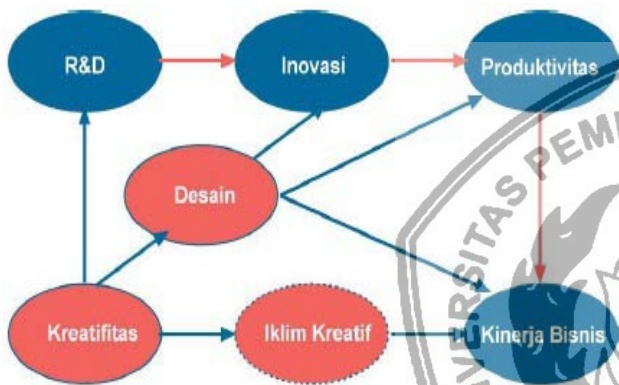 R&D
Inovasi
Produktivitas
Desain
Kreatifitas
Iklim Kreatif
Kinerja Bisnis